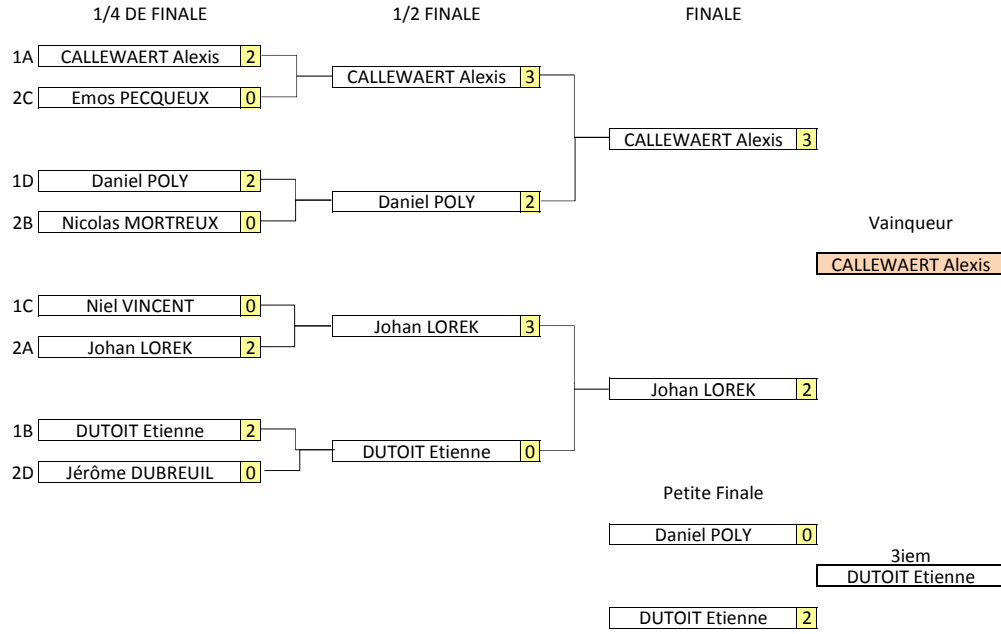 1/4 DE FINALE 1/2 FINALE FINALE
1A CALLEWAERT Alexis 2
CALLEWAERT Alexis 3
2C Emos PECQUEUX 0
CALLEWAERT Alexis 3
1D Daniel POLY 2
Daniel POLY 2
2B Nicolas MORTREUX 0
Vainqueur
CALLEWAERT Alexis
1C Niel VINCENT 0
Johan LOREK 3
2A Johan LOREK 2
Johan LOREK 2
1B DUTOIT Etienne 2
DUTOIT Etienne 0
2D Jérôme DUBREUIL 0
Petite Finale
Daniel POLY 0
3iem
DUTOIT Etienne
DUTOIT Etienne 2